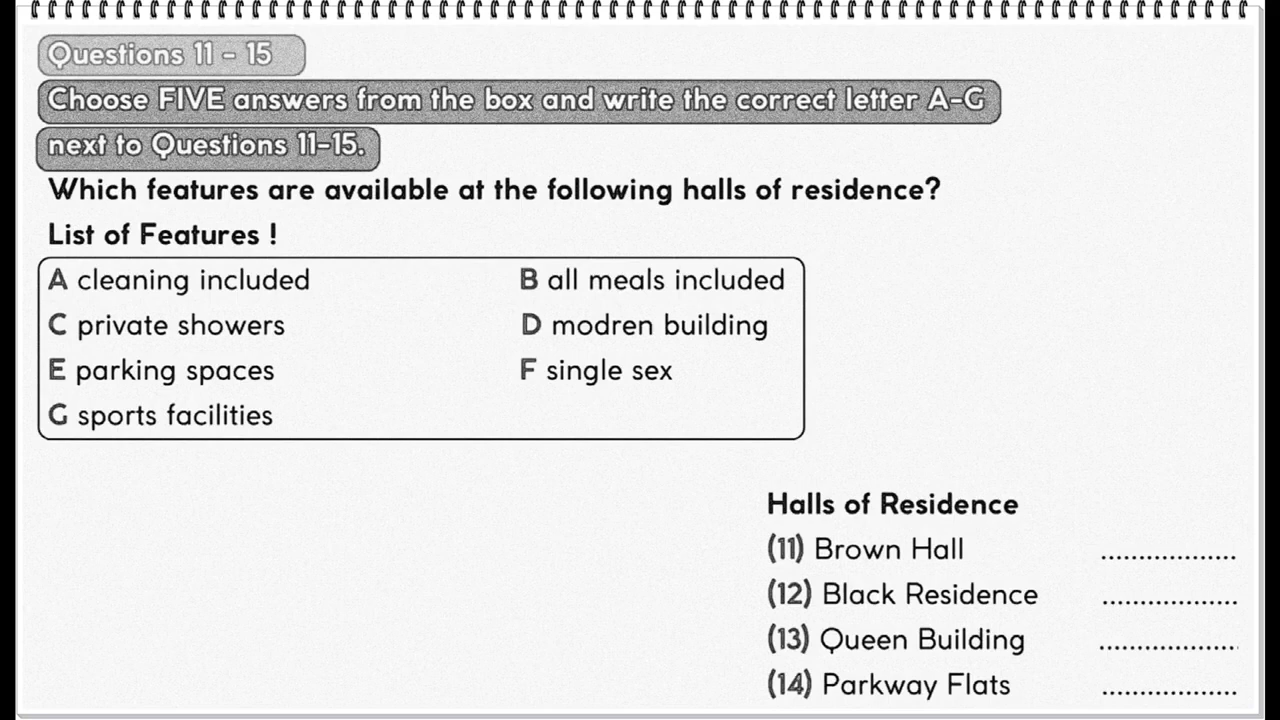 Questions 11 - 15
Choose FIVE answers from the box and write the correct letter A-G
next to Questions 11-15.
Which features are available at the following halls of residence?
List of Features !
A cleaning included B all meals included
C private showers D modren building
E parking spaces F single sex
G sports facilities
Halls of Residence
(11) Brown Hall ..................
(12) Black Residence ..................
(13) Queen Building ..................
(14) Parkway Flats ..................